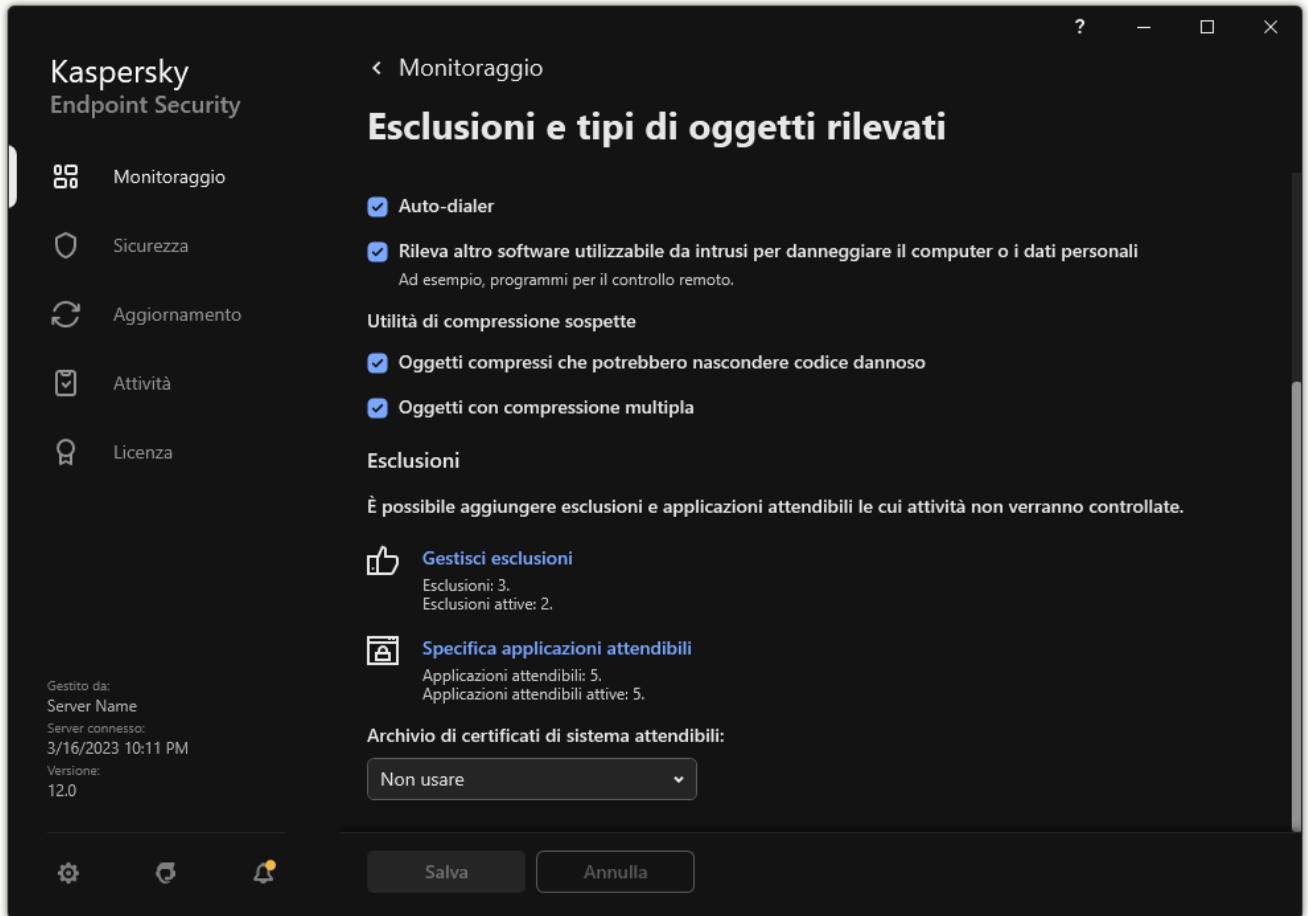 ?
Kaspersky
Endpoint Security
Monitoraggio
Sicurezza
Aggiornamento
Attività
Licenza
Gestito da:
Server Name
Server connesso:
3/16/2023 10:11 PM
Versione:
12.0
Monitoraggio
Esclusioni e tipi di oggetti rilevati
Auto-dialer
Rileva altro software utilizzabile da intrusi per danneggiare il computer o i dati personali
Ad esempio, programmi per il controllo remoto.
Utilità di compressione sospette
Oggetti compressi che potrebbero nascondere codice dannoso
Oggetti con compressione multipla
Esclusioni
È possibile aggiungere esclusioni e applicazioni attendibili le cui attività non verranno controllate.
Gestisci esclusioni
Esclusioni: 3.
Esclusioni attive: 2.
Specifica applicazioni attendibili
Applicazioni attendibili: 5.
Applicazioni attendibili attive: 5.
Archivio di certificati di sistema attendibili:
Non usare
Salva
Annulla